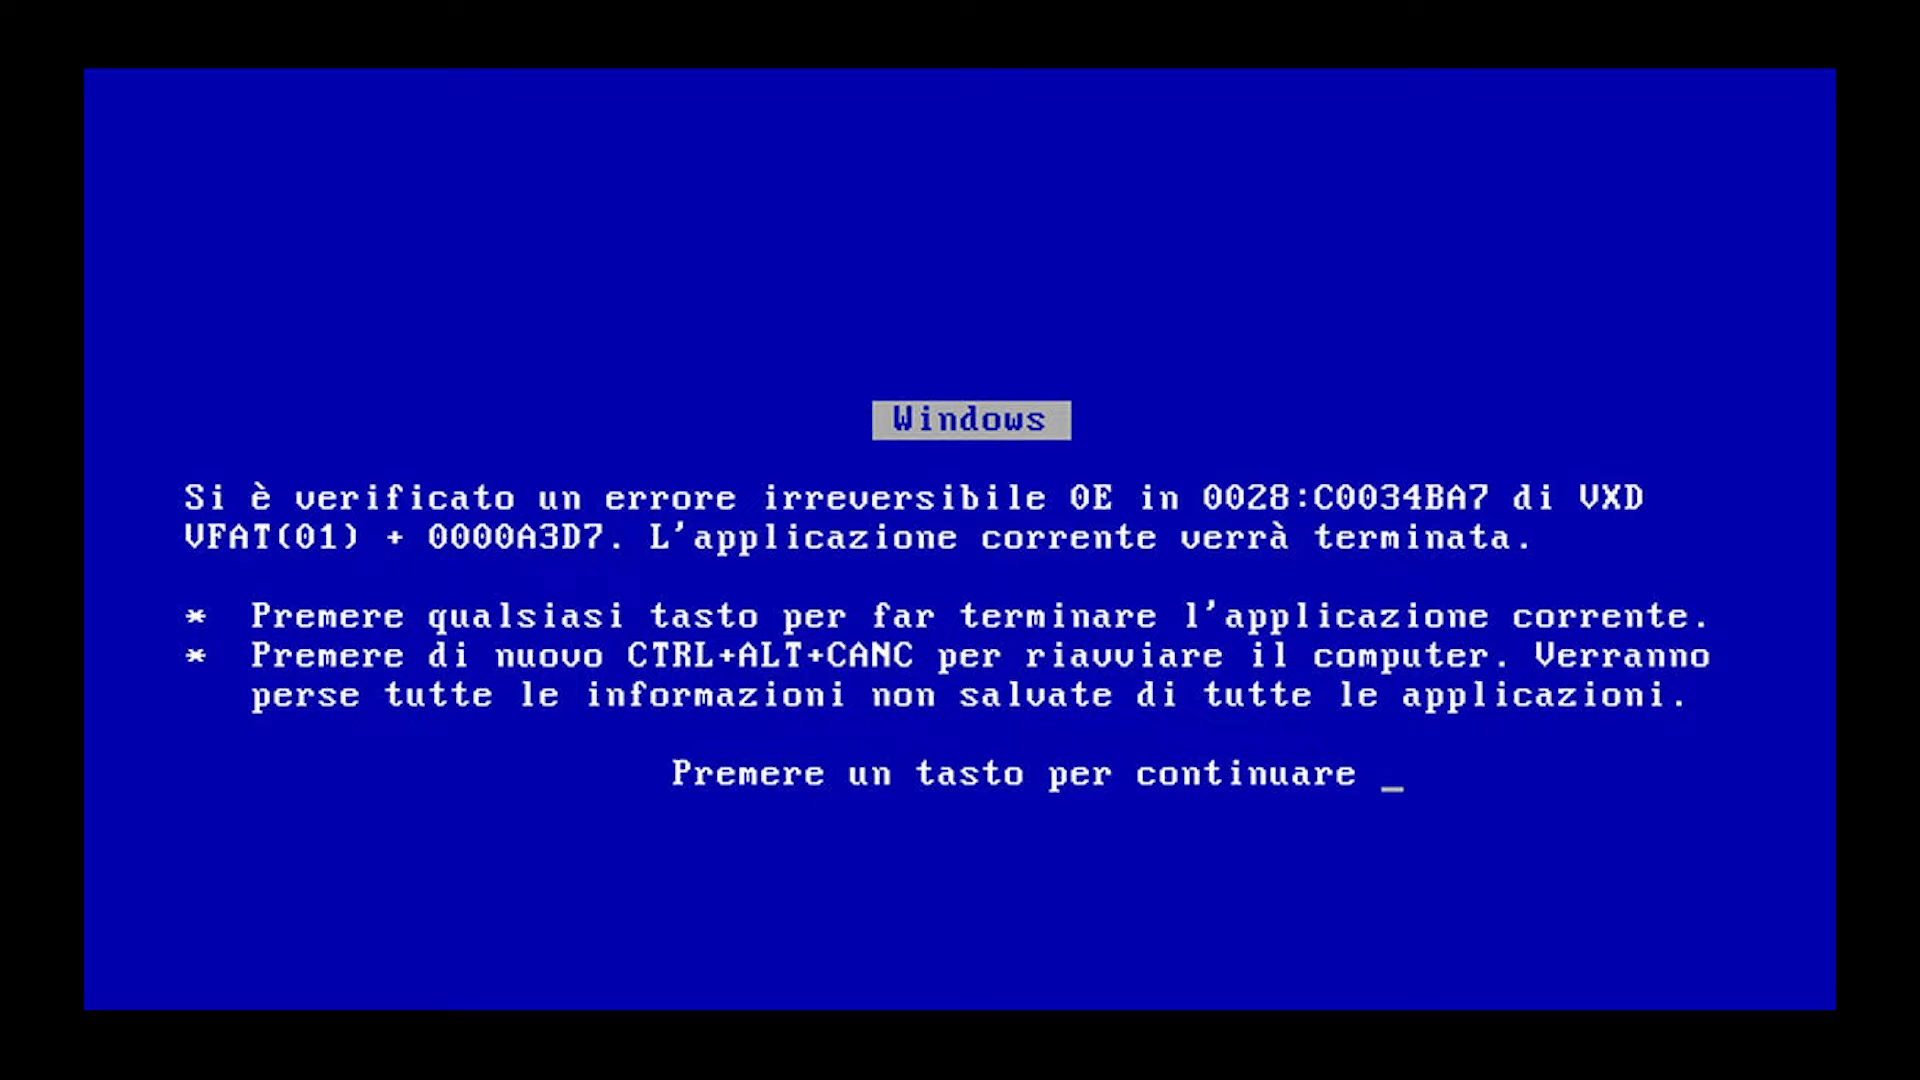 Windows
Si è verificato un errore irreversibile 0E in 0028:C0034BA7 di VXD
VFAT(01) + 0000A3D7. L'applicazione corrente verrà terminata.
* Premere qualsiasi tasto per far terminare l'applicazione corrente.
* Premere di nuovo CTRL+ALT+CANC per riavviare il computer. Verranno
perse tutte le informazioni non salvate di tutte le applicazioni.
Premere un tasto per continuare _